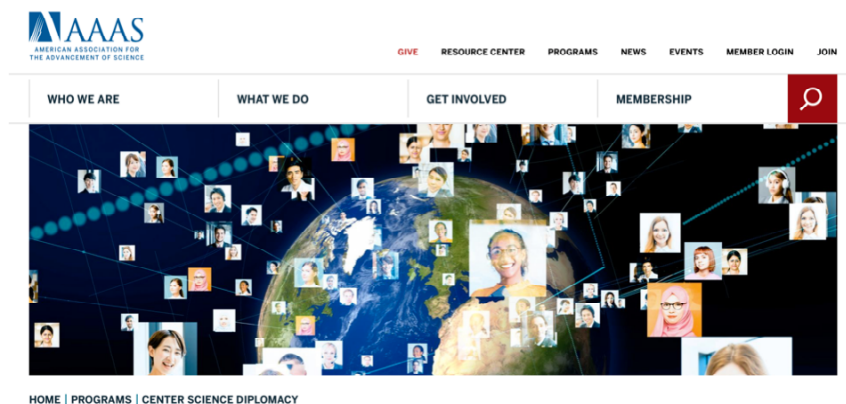 AAAS
AMERICAN ASSOCIATION FOR
THE ADVANCEMENT OF SCIENCE
GIVE RESOURCE CENTER PROGRAMS NEWS EVENTS MEMBER LOGIN JOIN
WHO WE ARE WHAT WE DO GET INVOLVED MEMBERSHIP
HOME | PROGRAMS | CENTER SCIENCE DIPLOMACY